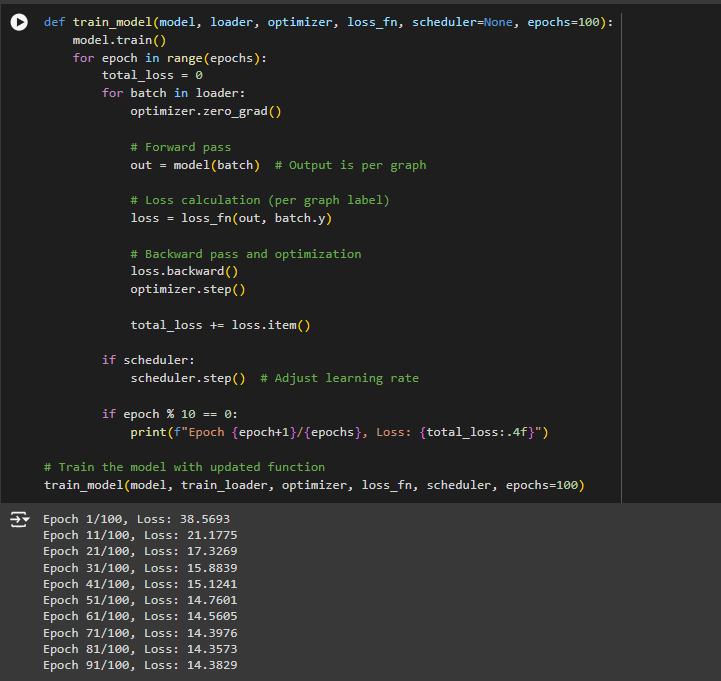 def train_model(model, loader, optimizer, loss_fn, scheduler=None, epochs=100):
    model.train()
    for epoch in range(epochs):
        total_loss = 0
        for batch in loader:
            optimizer.zero_grad()

            # Forward pass
            out = model(batch)  # Output is per graph

            # Loss calculation (per graph label)
            loss = loss_fn(out, batch.y)

            # Backward pass and optimization
            loss.backward()
            optimizer.step()

            total_loss += loss.item()

        if scheduler:
            scheduler.step()  # Adjust learning rate

        if epoch % 10 == 0:
            print(f"Epoch {epoch+1}/{epochs}, Loss: {total_loss:.4f}")

# Train the model with updated function
train_model(model, train_loader, optimizer, loss_fn, scheduler, epochs=100)
Epoch 1/100, Loss: 38.5693
Epoch 11/100, Loss: 21.1775
Epoch 21/100, Loss: 17.3269
Epoch 31/100, Loss: 15.8839
Epoch 41/100, Loss: 15.1241
Epoch 51/100, Loss: 14.7601
Epoch 61/100, Loss: 14.5605
Epoch 71/100, Loss: 14.3976
Epoch 81/100, Loss: 14.3573
Epoch 91/100, Loss: 14.3829